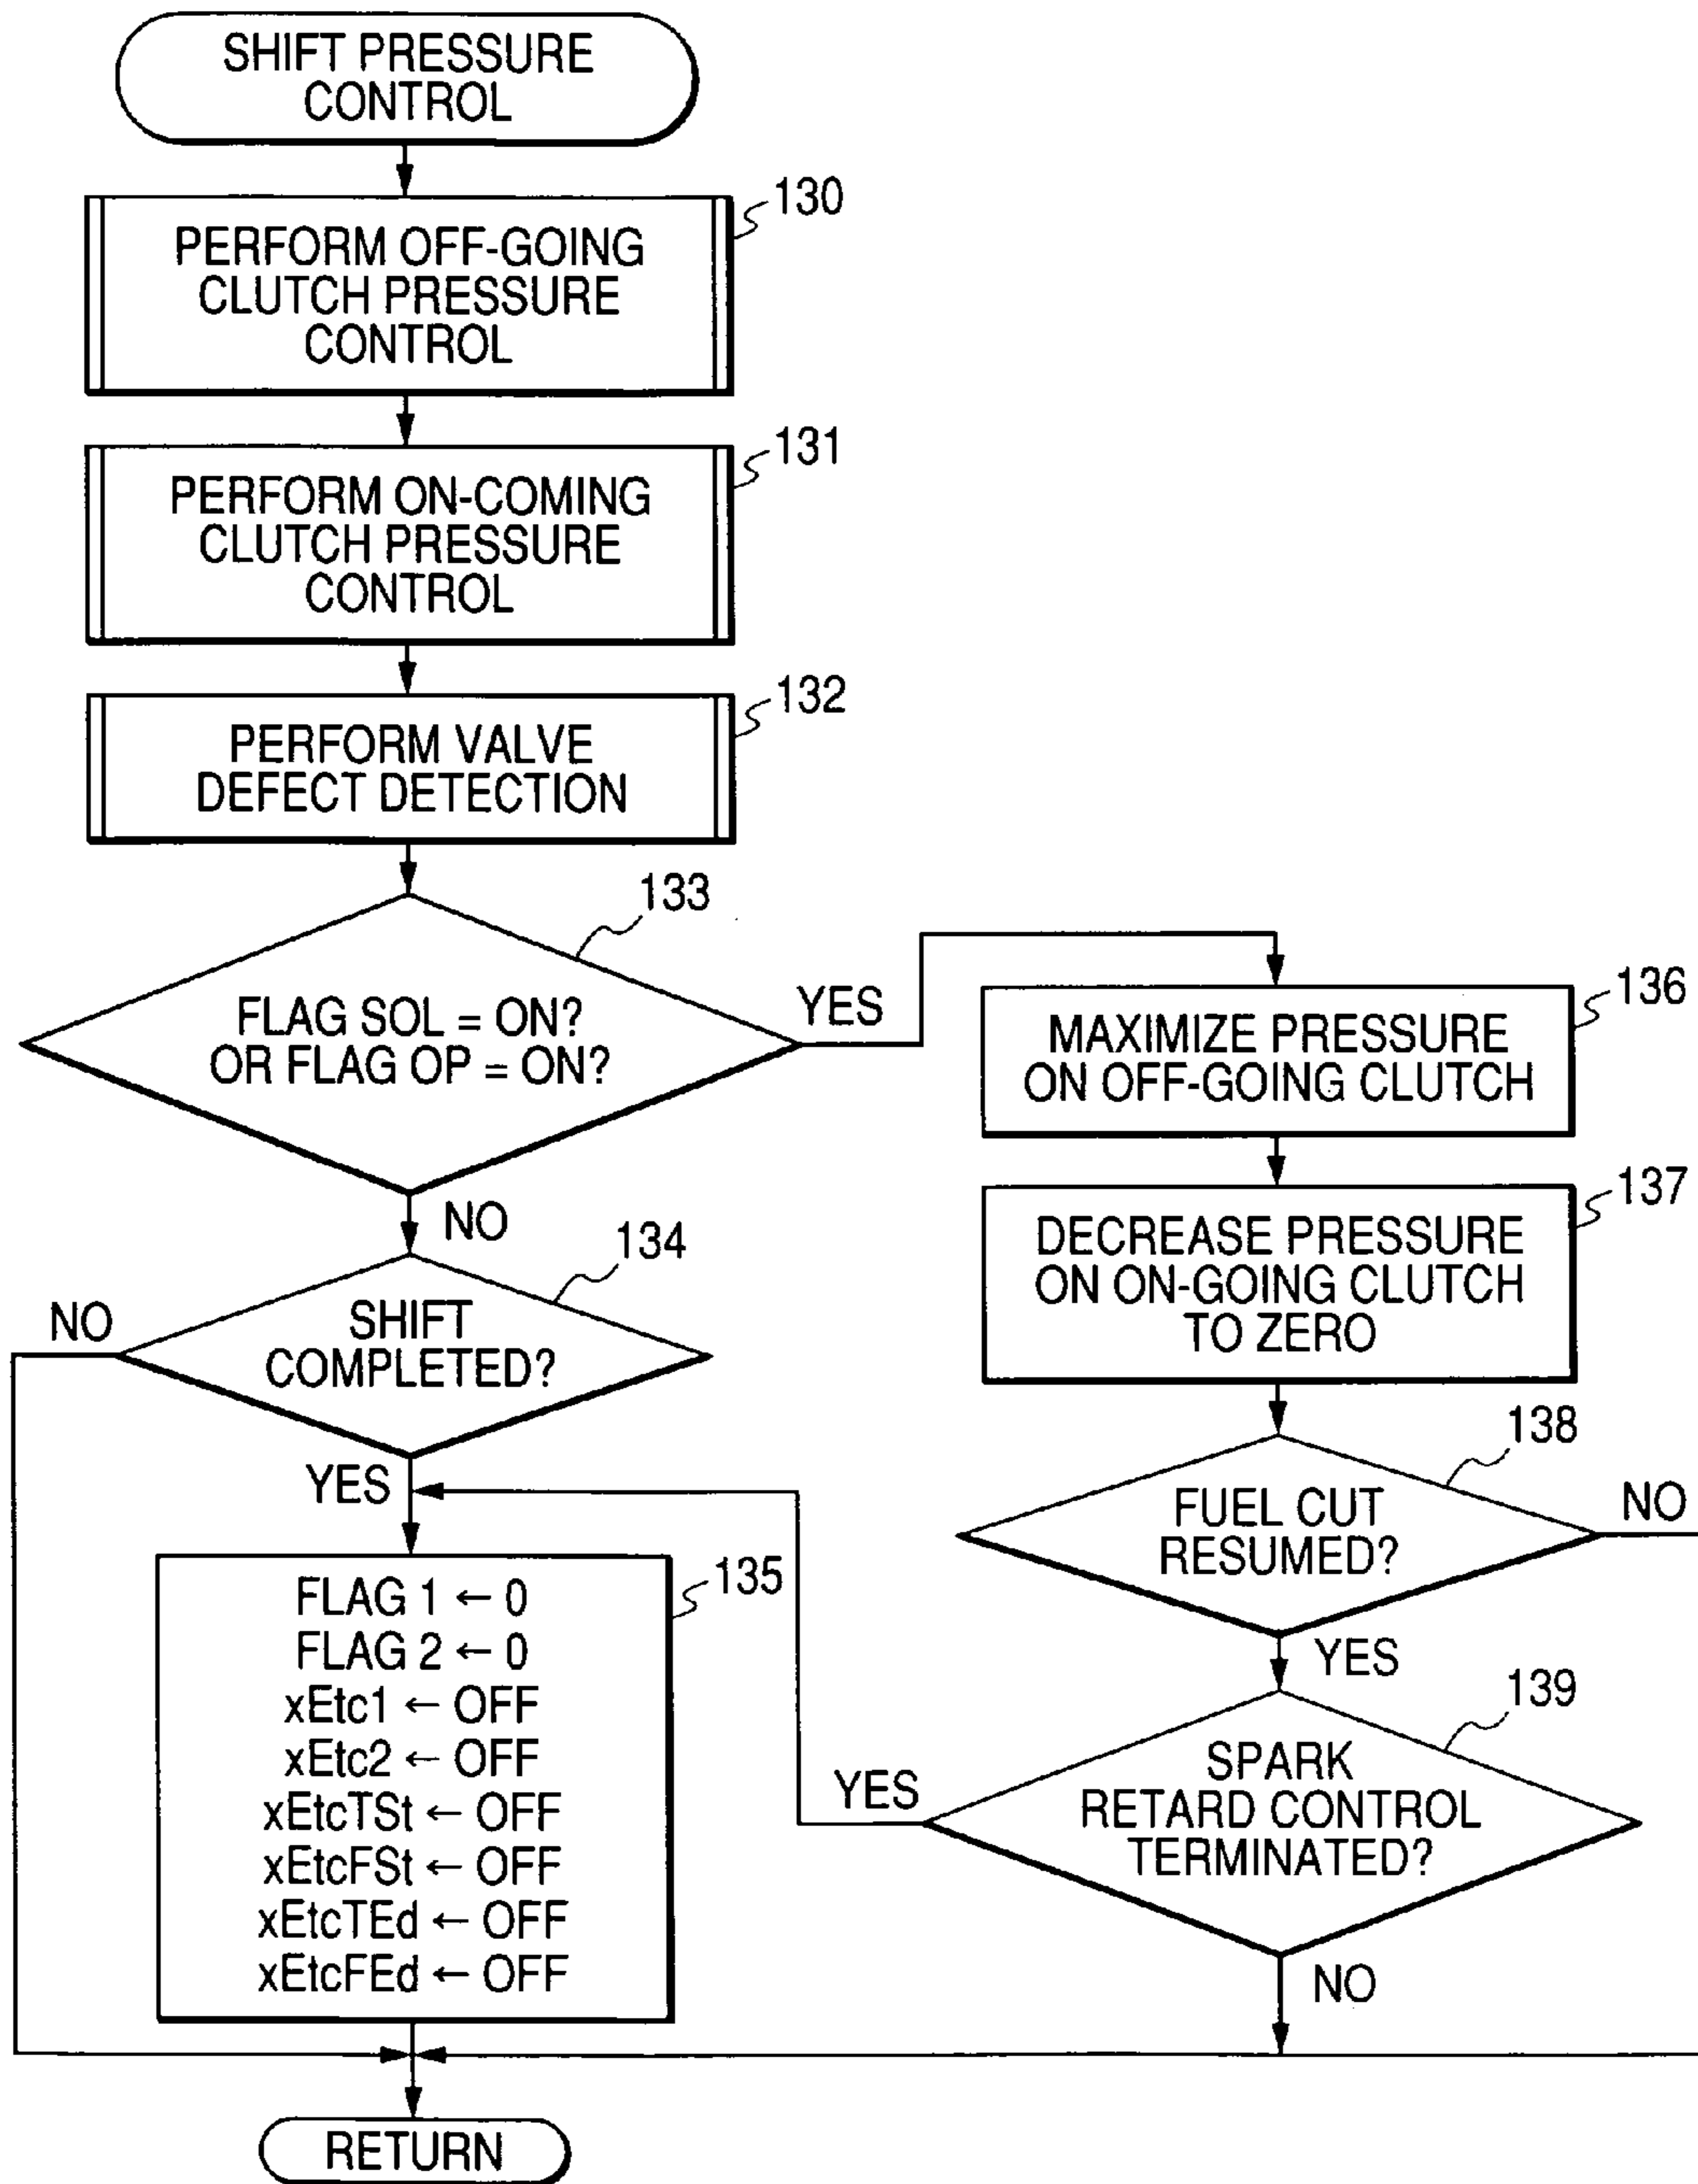 SHIFT PRESSURE
CONTROL
130
PERFORM OFF-GOING
CLUTCH PRESSURE
CONTROL
131
PERFORM ON-COMING
CLUTCH PRESSURE
CONTROL
132
PERFORM VALVE
DEFECT DETECTION
133
FLAG SOL = ON?
OR FLAG OP = ON?
YES
NO
134
SHIFT
COMPLETED?
NO
YES
135
FLAG 1 ← 0
FLAG 2 ← 0
xEtc1 ← OFF
xEtc2 ← OFF
xEtcTSt ← OFF
xEtcFSt ← OFF
xEtcTEd ← OFF
xEtcFEd ← OFF
136
MAXIMIZE PRESSURE
ON OFF-GOING CLUTCH
137
DECREASE PRESSURE
ON ON-GOING CLUTCH
TO ZERO
138
FUEL CUT
RESUMED?
NO
YES
139
SPARK
RETARD CONTROL
TERMINATED?
YES
NO
RETURN